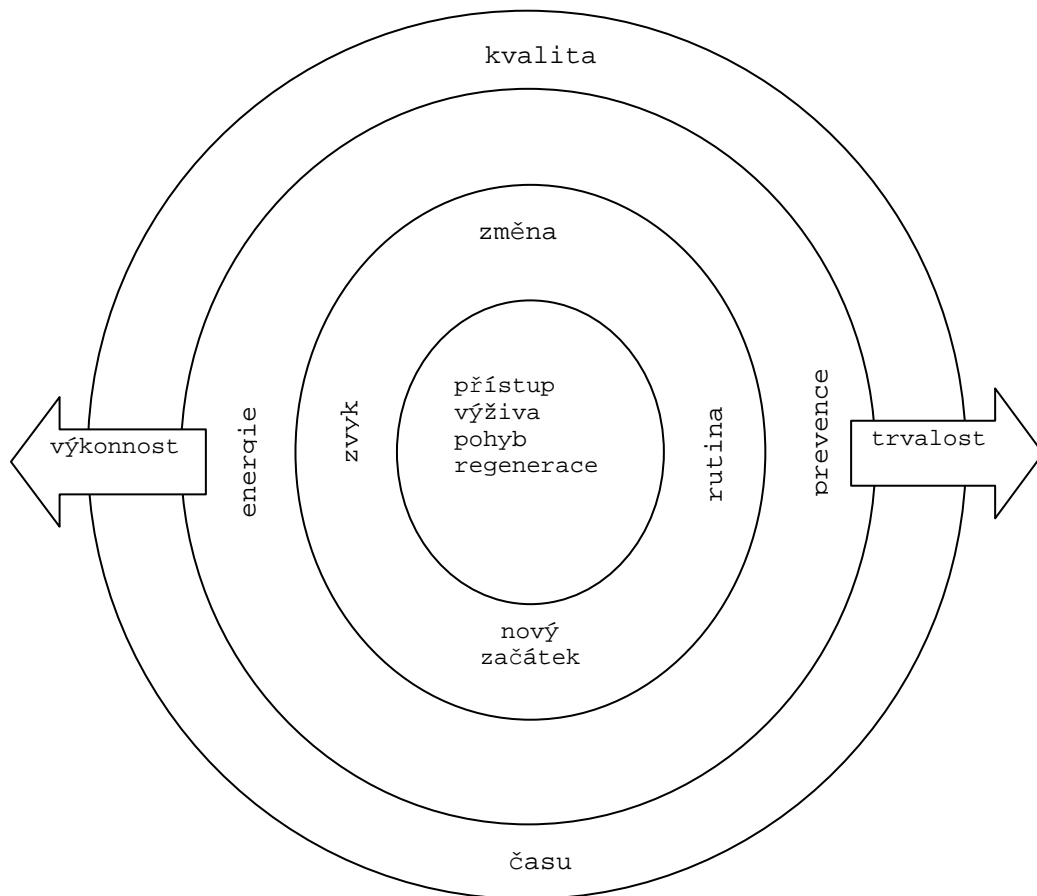 kvalita
změna
přístup
výživa
pohyb
regenerace
zvyk
rutina
energie
prevence
výkonnost
trvalost
nový
začátek
času